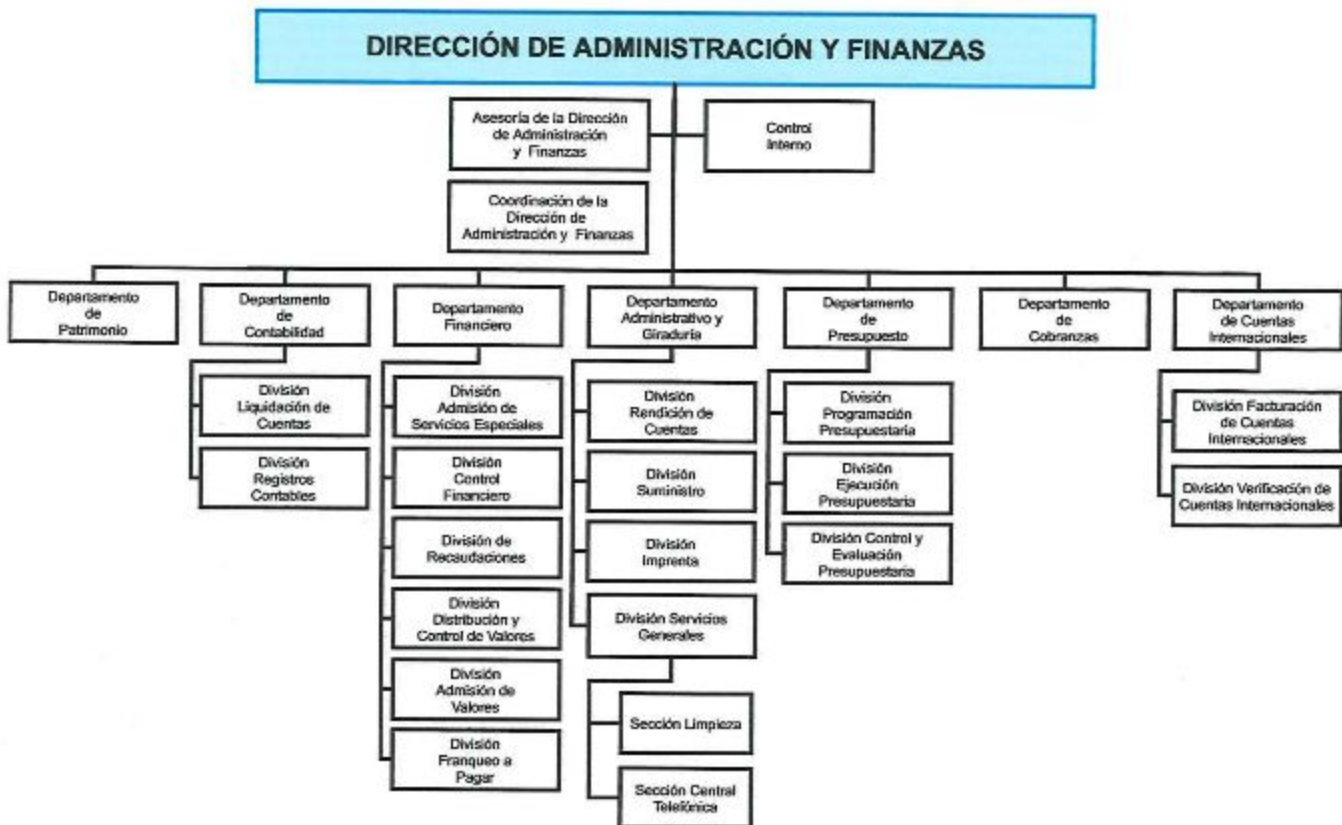 DIRECCIÓN DE ADMINISTRACIÓN Y FINANZAS
Asesoría de la Dirección
de Administración
y Finanzas
Control
Interno
Coordinación de la
Dirección de
Administración y Finanzas
Departamento
de
Patrimonio
Departamento
de
Contabilidad
Departamento
Financiero
Departamento
Administrativo y
Giraduría
Departamento
de
Presupuesto
Departamento
de
Cobranzas
Departamento
de Cuentas
Internacionales
División
Liquidación de
Cuentas
División
Registros
Contables
División
Admisión de
Servicios Especiales
División
Control
Financiero
División de
Recaudaciones
División
Distribución y
Control de Valores
División
Admisión de
Valores
División
Franqueo a
Pagar
División
Rendición de
Cuentas
División
Suministro
División
Imprenta
División Servicios
Generales
Sección Limpieza
Sección Central
Telefónica
División
Programación
Presupuestaria
División
Ejecución
Presupuestaria
División Control y
Evaluación
Presupuestaria
División Facturación
de Cuentas
Internacionales
División Verificación de
Cuentas Internacionales